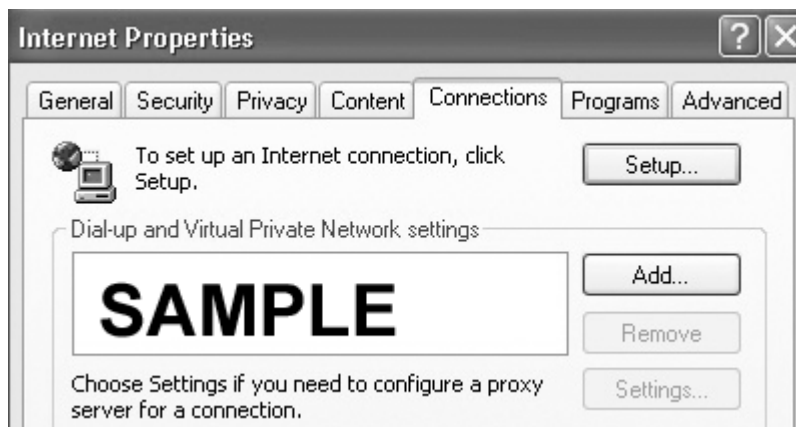 Internet Properties
General Security Privacy Content Connections Programs Advanced
To set up an Internet connection, click
Setup.
Setup...
Dial-up and Virtual Private Network settings
SAMPLE
Add...
Remove
Choose Settings if you need to configure a proxy
server for a connection.
Settings...